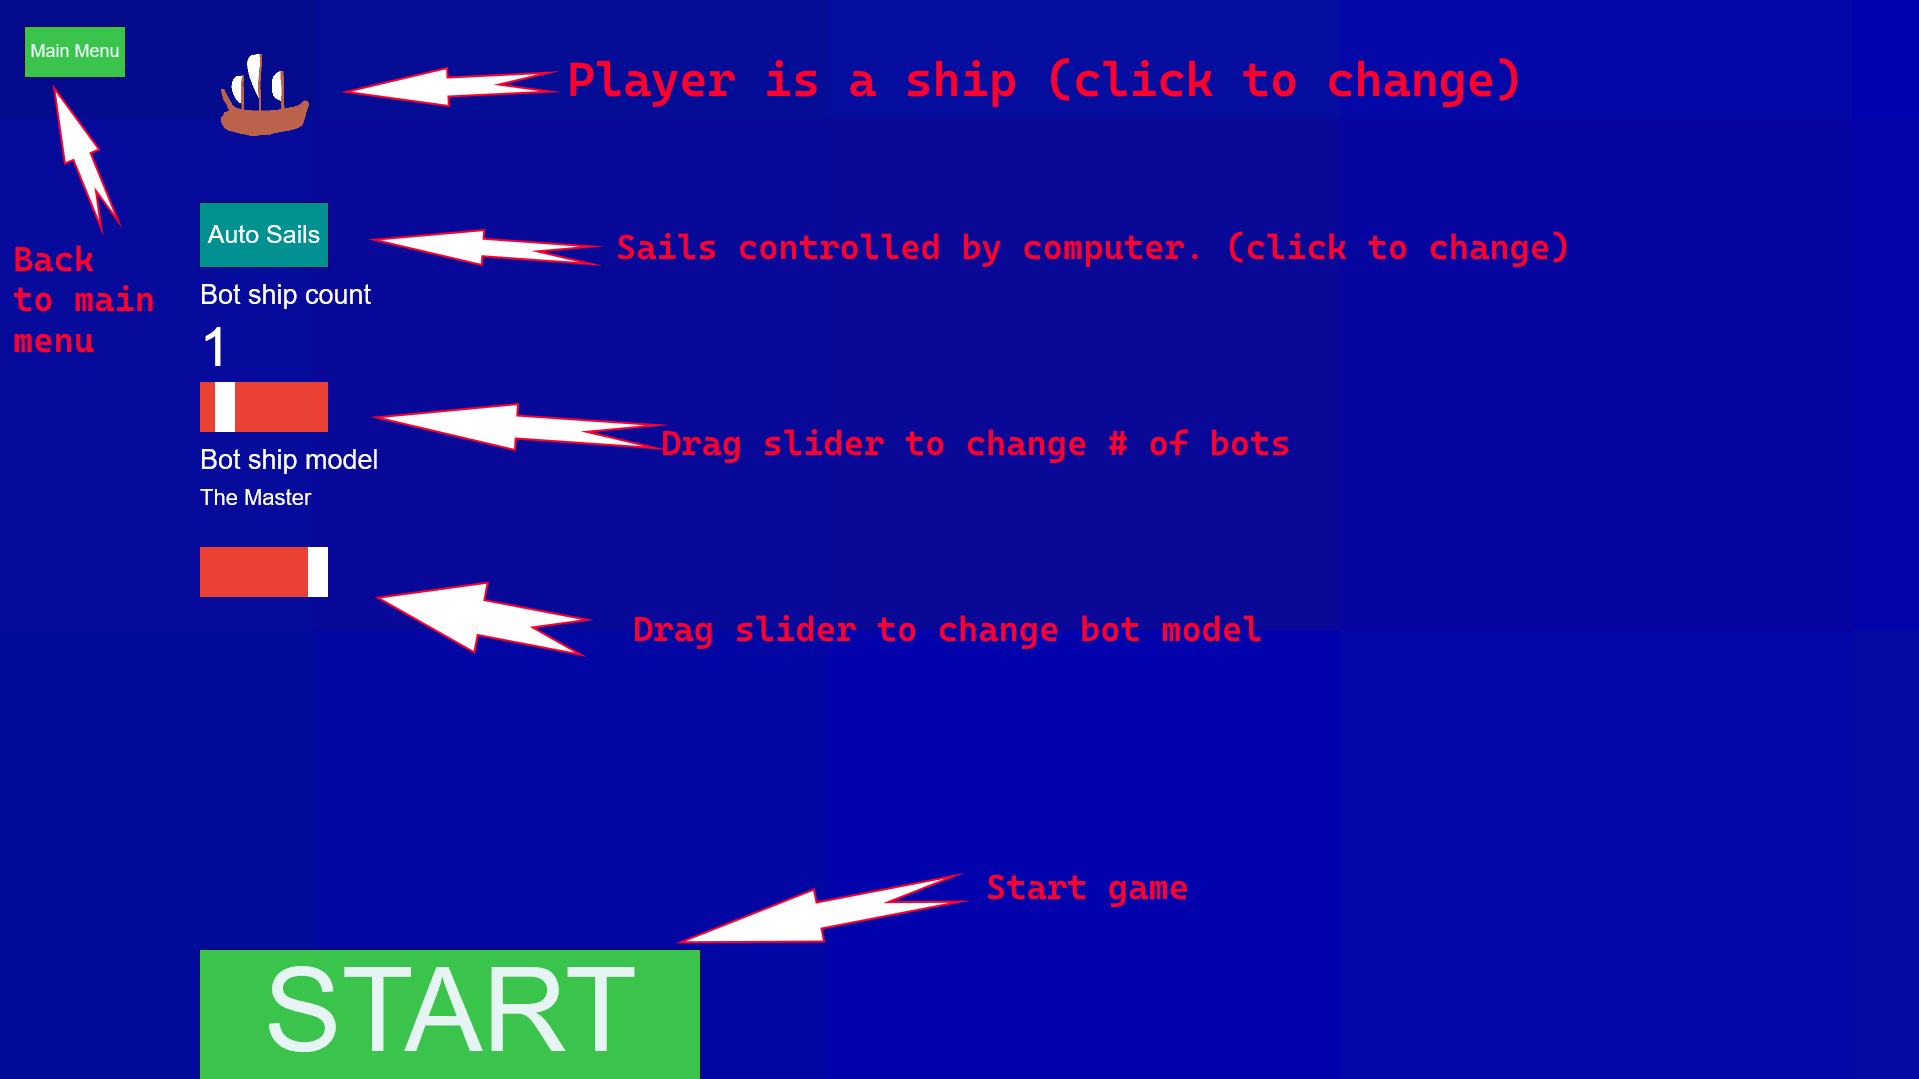 Main Menu
Player is a ship (click to change)
Auto Sails
Sails controlled by computer. (click to change)
Back
to main
menu
Bot ship count
1
Drag slider to change # of bots
Bot ship model
The Master
Drag slider to change bot model
Start game
START